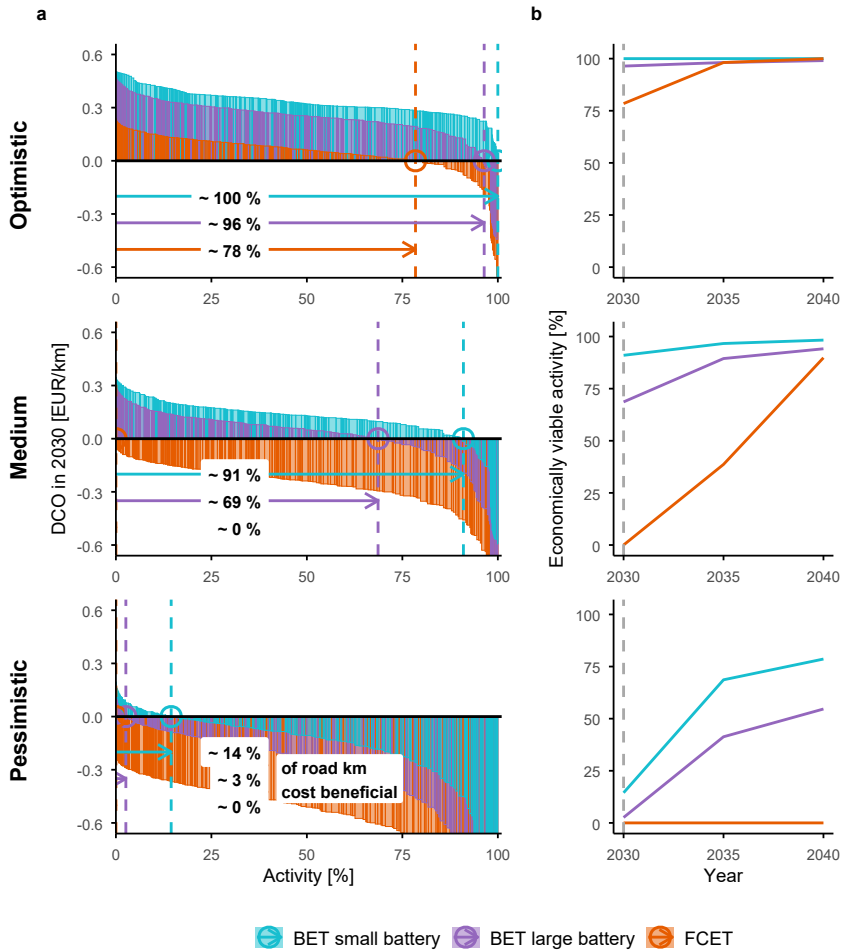 a
b
Optimistic
0.6
0.3
0.0
-0.3
-0.6
~ 100 %
~ 96 %
~ 78 %
0
25
50
75
100
100
75
50
25
0
2030
2035
2040
Medium
DCO in 2030 [EUR/km]
0.6
0.3
0.0
-0.3
-0.6
~ 91 %
~ 69 %
~ 0 %
0
25
50
75
100
Economically viable activity [%]
100
75
50
25
0
2030
2035
2040
Pessimistic
0.6
0.3
0.0
-0.3
-0.6
~ 14 %
~ 3 %
~ 0 %
of road km
cost beneficial
0
25
50
75
100
Activity [%]
100
75
50
25
0
2030
2035
2040
Year
BET small battery
BET large battery
FCET